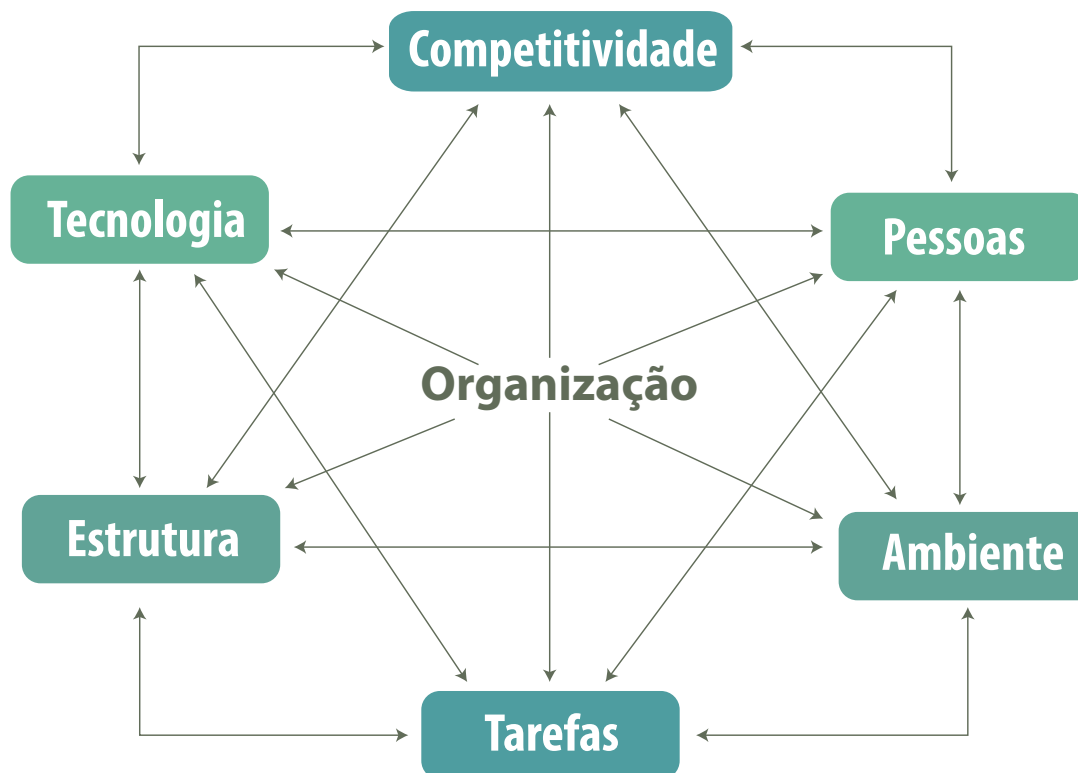 Competitividade
Tecnologia
Pessoas
Organização
Estrutura
Ambiente
Tarefas